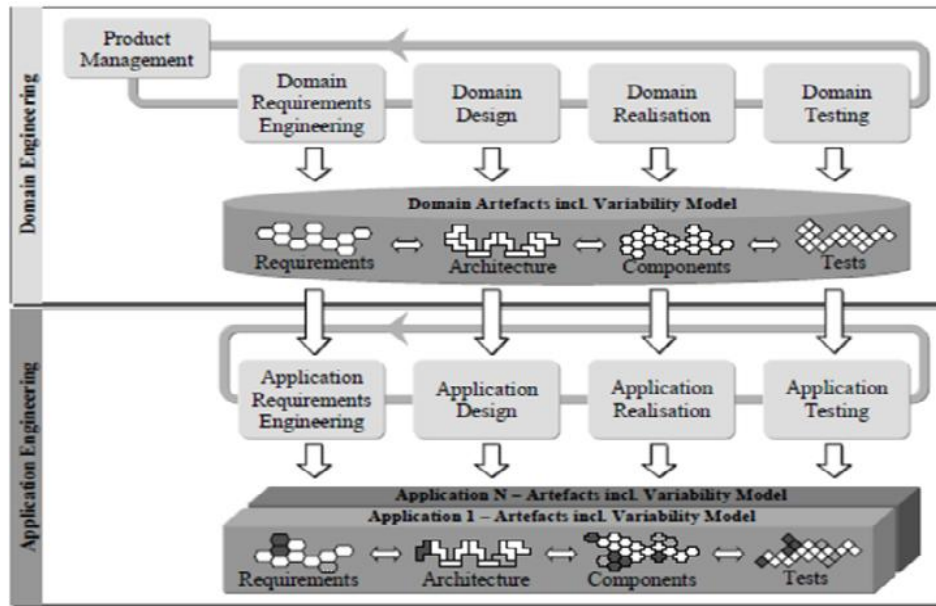 Domain Engineering
Product
Management
Domain
Requirements
Engineering
Domain
Design
Domain
Realisation
Domain
Testing
Domain Artefacts incl. Variability Model
Requirements
Architecture
Components
Tests
Application Engineering
Application
Requirements
Engineering
Application
Design
Application
Realisation
Application
Testing
Application N – Artefacts incl. Variability Model
Application 1 – Artefacts incl. Variability Model
Requirements
Architecture
Components
Tests